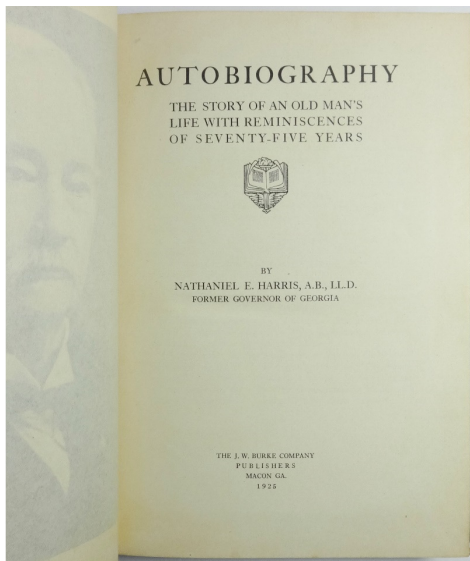 AUTOBIOGRAPHY
THE STORY OF AN OLD MAN'S
LIFE WITH REMINISCENCES
OF SEVENTY-FIVE YEARS
BY
NATHANIEL E. HARRIS, A.B., LL.D.
FORMER GOVERNOR OF GEORGIA
THE J. W. BURKE COMPANY
PUBLISHERS
MACON GA.
1925